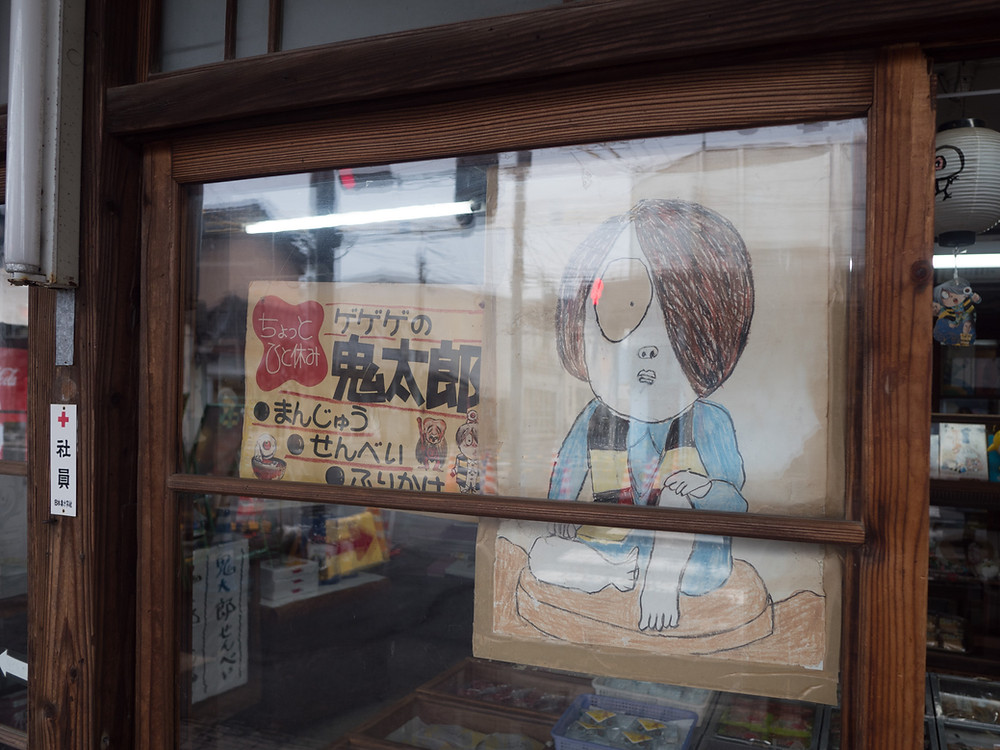 ちょっと
ひと休み
ゲゲゲの
鬼太郎
●まんじゅう
●せんべい
●ふりかけ
社員
鬼太郎せんべい